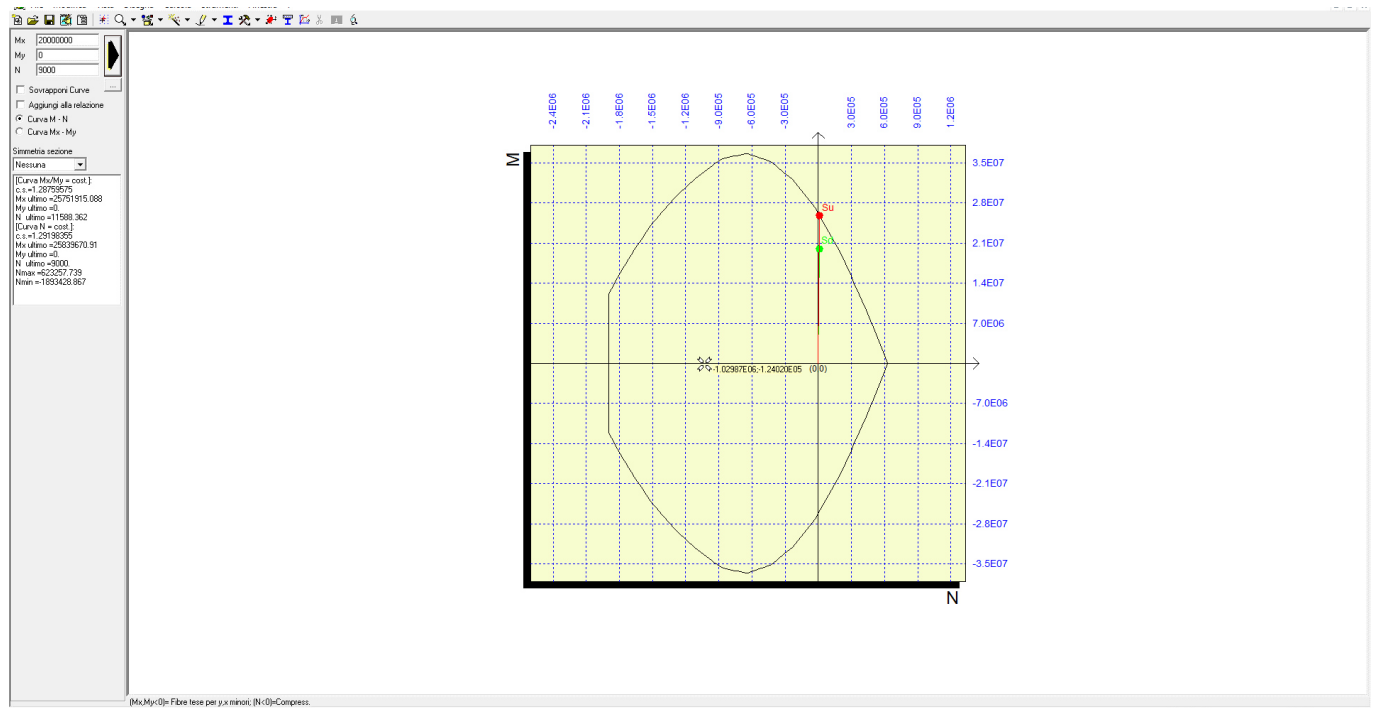 Mx 20000000
My 0
N 9000
Sovrapponi Curve ...
Aggiungi alla relazione
Curva M - N
Curva Mx - My
Simmetria sezione
Nessuna
[Curva Mx/My = cost.]:
c.s.=1.28759575
Mx ultimo =25751915.088
My ultimo =0.
N ultimo =11588.362
[Curva N = cost.]:
c.s.=1.29198355
Mx ultimo =25839670.91
My ultimo =0.
N ultimo =9000.
Nmax =623257.739
Nmin =-1893428.867
-2.4E06
-2.1E06
-1.8E06
-1.5E06
-1.2E06
-9.0E05
-6.0E05
-3.0E05
3.0E05
6.0E05
9.0E05
1.2E06
M
3.5E07
2.8E07
Su
2.1E07
1.4E07
7.0E06
-1.02987E06;-1.24020E05 (0;0)
-7.0E06
-1.4E07
-2.1E07
-2.8E07
-3.5E07
N
(Mx,My<0)= Fibre tese per y,x minori; (N<0)=Compress.